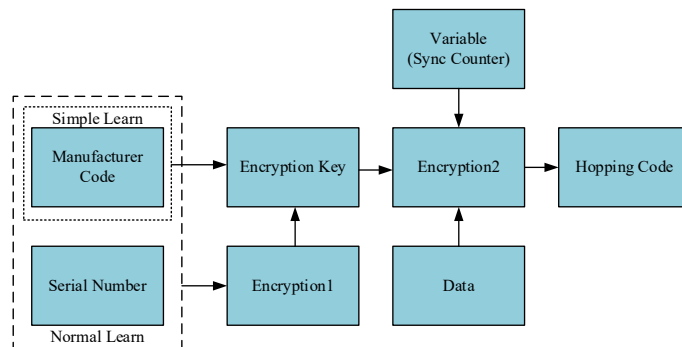 Variable
(Sync Counter)
Simple Learn
Manufacturer
Code
Encryption Key
Encryption2
Hopping Code
Serial Number
Encryption1
Data
Normal Learn